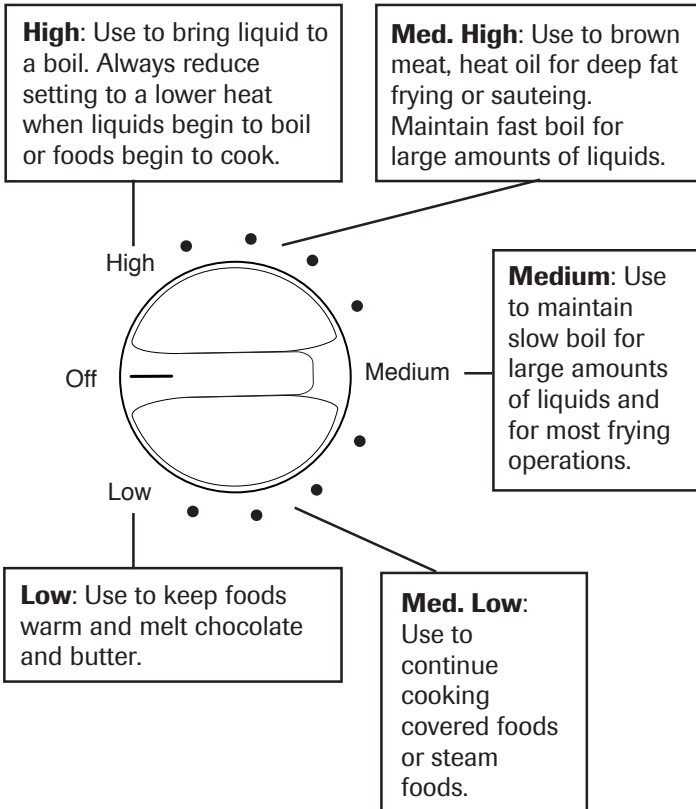 High: Use to bring liquid to
a boil. Always reduce
setting to a lower heat
when liquids begin to boil
or foods begin to cook.
Med. High: Use to brown
meat, heat oil for deep fat
frying or sauteing.
Maintain fast boil for
large amounts of liquids.
High
Medium: Use
to maintain
slow boil for
large amounts
of liquids and
for most frying
operations.
Off
Medium
Low
Low: Use to keep foods
warm and melt chocolate
and butter.
Med. Low:
Use to
continue
cooking
covered foods
or steam
foods.